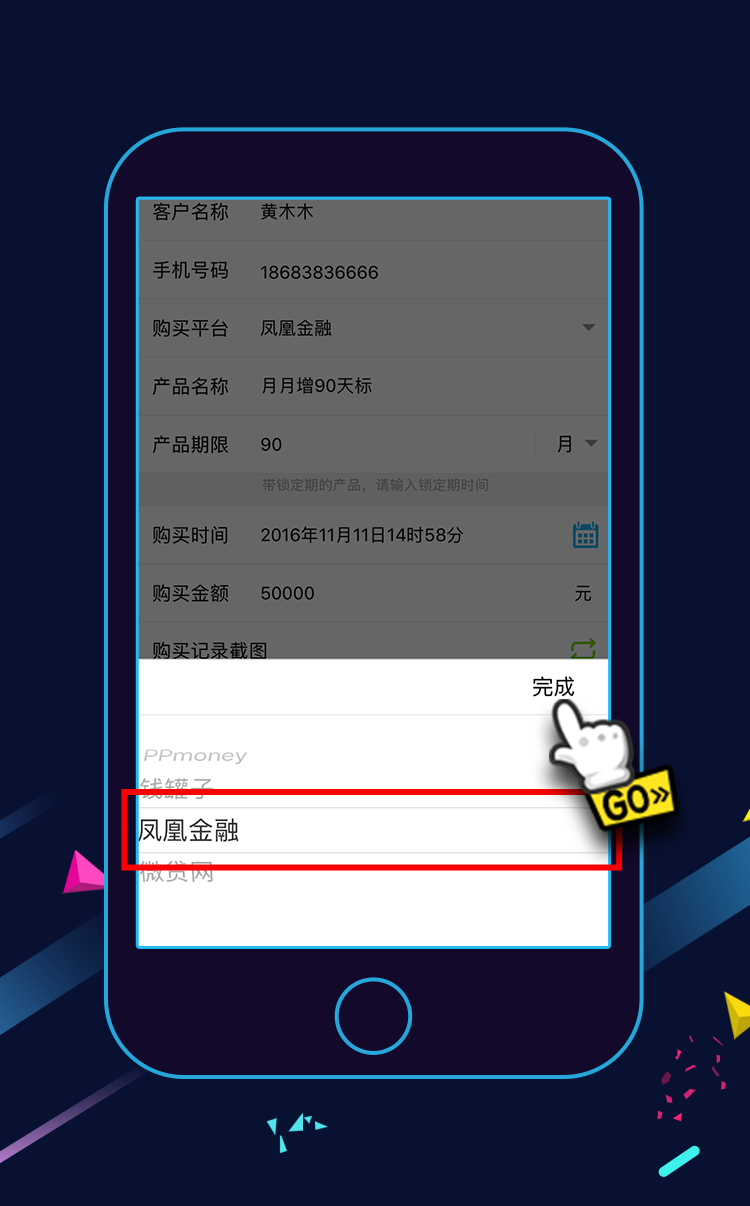 客户名称 黄木木
手机号码 18683836666
购买平台 凤凰金融
产品名称 月月增90天标
产品期限 90 月
带锁定期的产品，请输入锁定期时间
购买时间 2016年11月11日14时58分
购买金额 50000 元
购买记录截图
完成
PPmoney
钱罐子
GO»
凤凰金融
微贷网